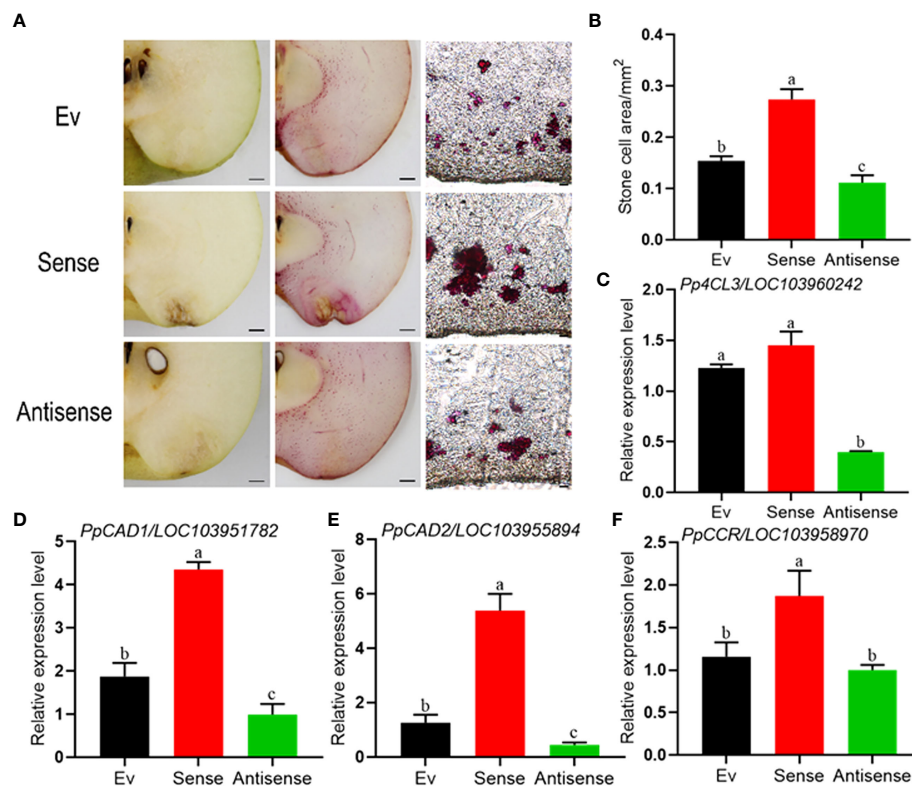 A
Ev
Sense
Antisense
B
Stone cell area/mm²
0.4
0.3
0.2
0.1
0.0
b
a
c
Ev Sense Antisense
C
Pp4CL3/LOC103960242
Relative expression level
2.0
1.5
1.0
0.5
0.0
a
a
b
Ev Sense Antisense
D
PpCAD1/LOC103951782
Relative expression level
5
4
3
2
1
0
b
a
c
Ev Sense Antisense
E
PpCAD2/LOC103955894
Relative expression level
8
6
4
2
0
b
a
c
Ev Sense Antisense
F
PpCCR/LOC103958970
Relative expression level
2.5
2.0
1.5
1.0
0.5
0.0
b
a
b
Ev Sense Antisense